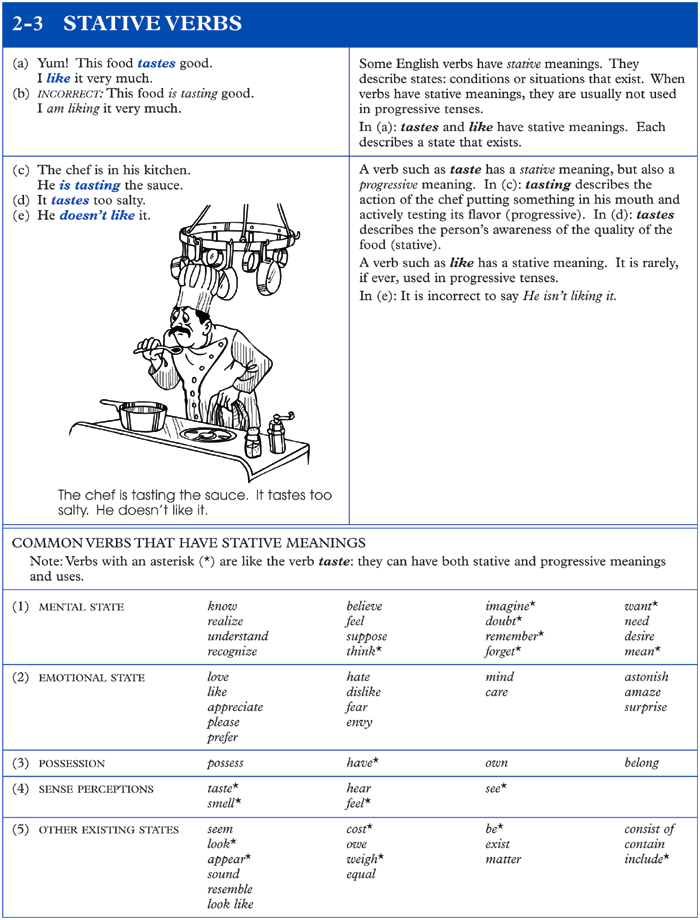 2-3 STATIVE VERBS
(a) Yum! This food tastes good.
I like it very much.
(b) INCORRECT: This food is tasting good.
I am liking it very much.
Some English verbs have stative meanings. They
describe states: conditions or situations that exist. When
verbs have stative meanings, they are usually not used
in progressive tenses.
In (a): tastes and like have stative meanings. Each
describes a state that exists.
(c) The chef is in his kitchen.
He is tasting the sauce.
(d) It tastes too salty.
(e) He doesn't like it.
The chef is tasting the sauce. It tastes too
salty. He doesn't like it.
A verb such as taste has a stative meaning, but also a
progressive meaning. In (c): tasting describes the
action of the chef putting something in his mouth and
actively testing its flavor (progressive). In (d): tastes
describes the person's awareness of the quality of the
food (stative).
A verb such as like has a stative meaning. It is rarely,
if ever, used in progressive tenses.
In (e): It is incorrect to say He isn't liking it.
COMMON VERBS THAT HAVE STATIVE MEANINGS
Note: Verbs with an asterisk (*) are like the verb taste: they can have both stative and progressive meanings
and uses.
(1) MENTAL STATE know believe imagine* want*
realize feel doubt* need
understand suppose remember* desire
recognize think* forget* mean*
(2) EMOTIONAL STATE love hate mind astonish
like dislike care amaze
appreciate fear surprise
please envy
prefer
(3) POSSESSION possess have* own belong
(4) SENSE PERCEPTIONS taste* hear see*
smell* feel*
(5) OTHER EXISTING STATES seem cost* be* consist of
look* owe exist contain
appear* weigh* matter include*
sound equal
resemble
look like